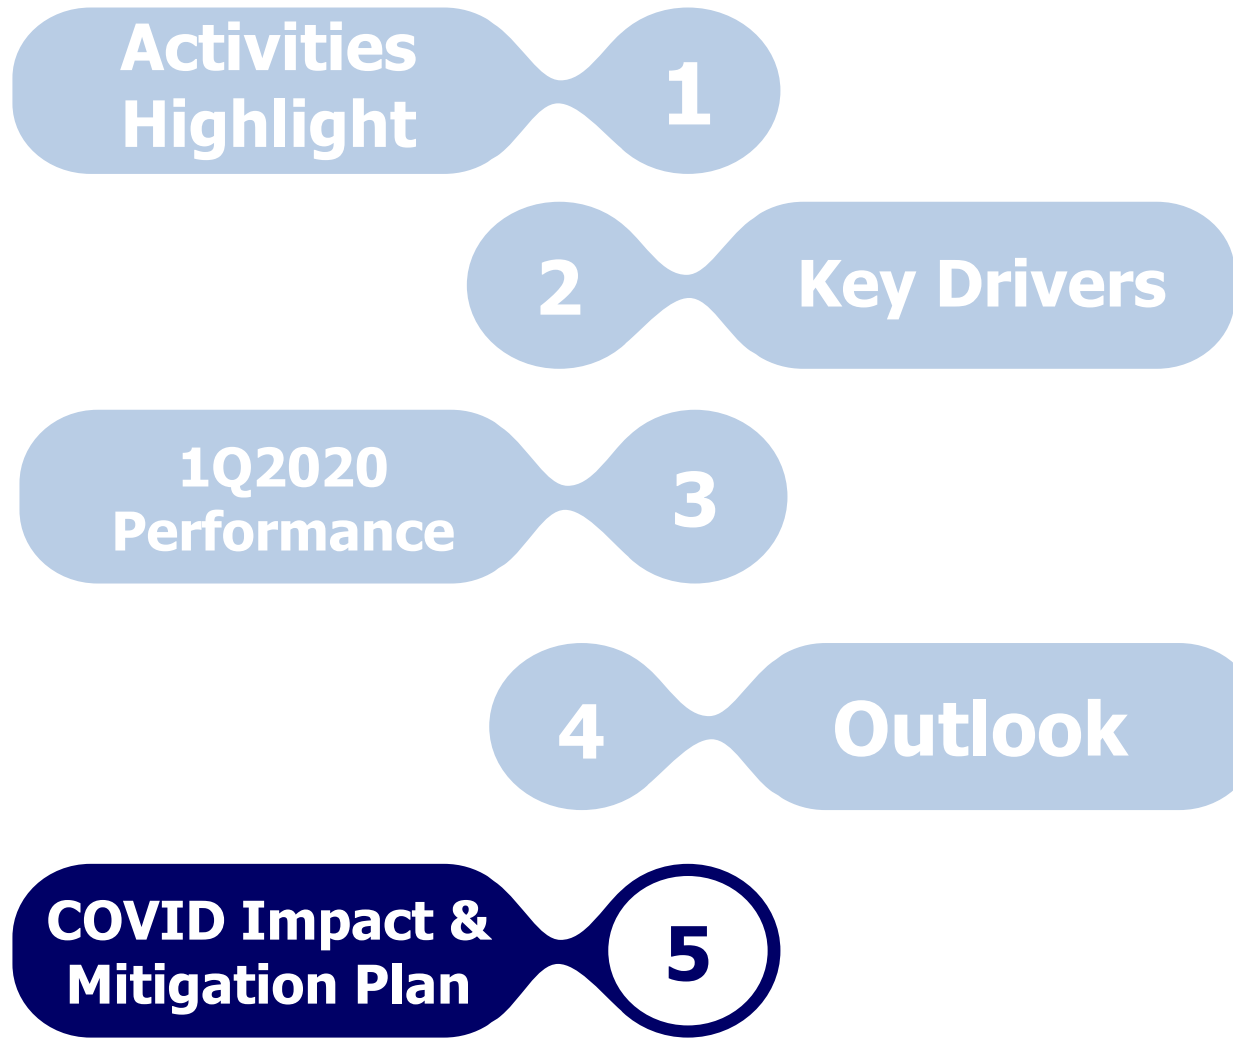 Activities
Highlight
1
2
Key Drivers
1Q2020
Performance
3
4
Outlook
COVID Impact &
Mitigation Plan
5